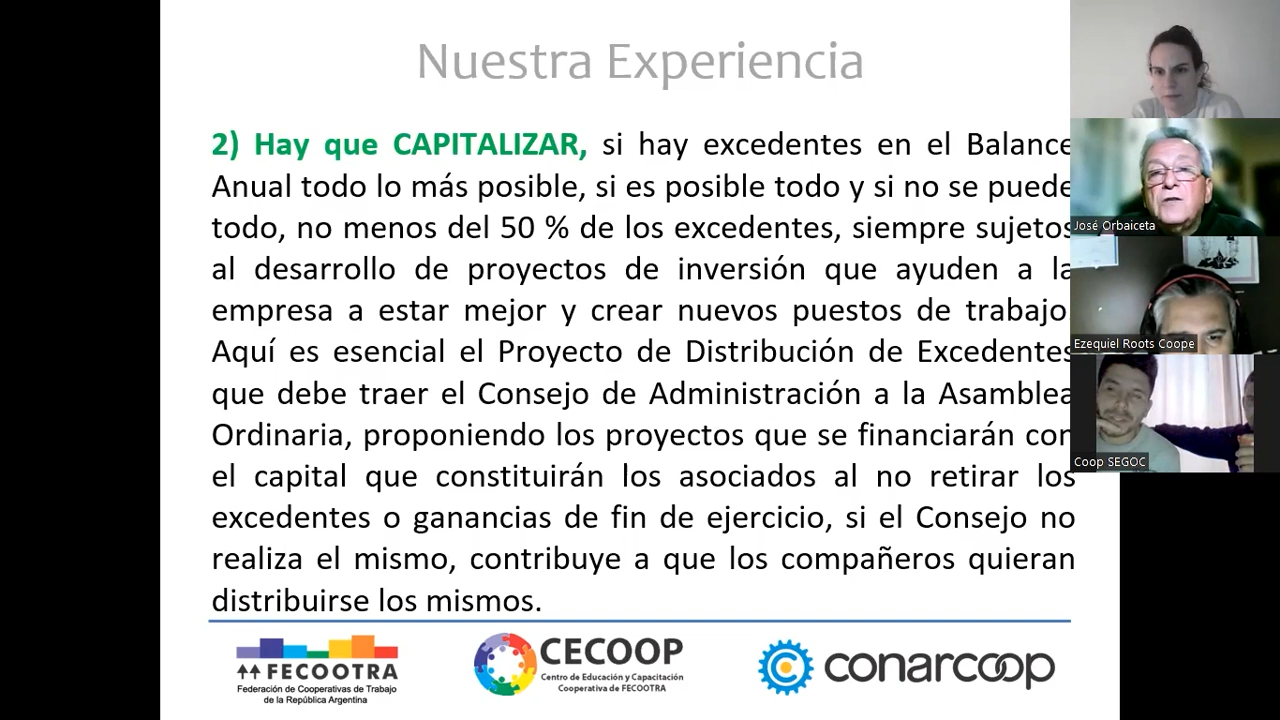 Nuestra Experiencia
2) Hay que CAPITALIZAR, si hay excedentes en el Balance
Anual todo lo más posible, si es posible todo y si no se puede
todo, no menos del 50 % de los excedentes, siempre sujetos
al desarrollo de proyectos de inversión que ayuden a la
empresa a estar mejor y crear nuevos puestos de trabajo.
Aquí es esencial el Proyecto de Distribución de Excedentes
que debe traer el Consejo de Administración a la Asamblea
Ordinaria, proponiendo los proyectos que se financiarán con
el capital que constituirán los asociados al no retirar los
excedentes o ganancias de fin de ejercicio, si el Consejo no
realiza el mismo, contribuye a que los compañeros quieran
distribuirse los mismos.
FECOOTRA
Federación de Cooperativas de Trabajo
de la República Argentina
CECOOP
Centro de Educación y Capacitación
Cooperativa de FECOOTRA
conarcoop
José Orbaiceta
Ezequiel Roots Coope
Coop SEGOC